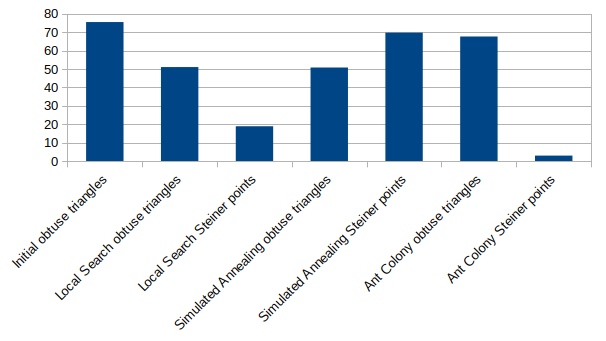 80
70
60
50
40
30
20
10
0
Initial obtuse triangles
Local Search obtuse triangles
Local Search Steiner points
Simulated Annealing obtuse triangles
Simulated Annealing Steiner points
Ant Colony obtuse triangles
Ant Colony Steiner points